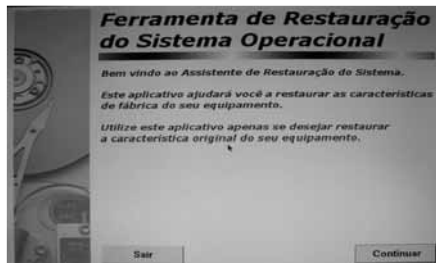 Ferramenta de Restauração
do Sistema Operacional
Bem vindo ao Assistente de Restauração do Sistema.
Este aplicativo ajudará você a restaurar as características
de fábrica do seu equipamento.
Utilize este aplicativo apenas se desejar restaurar
a característica original do seu equipamento.
Sair
Continuar